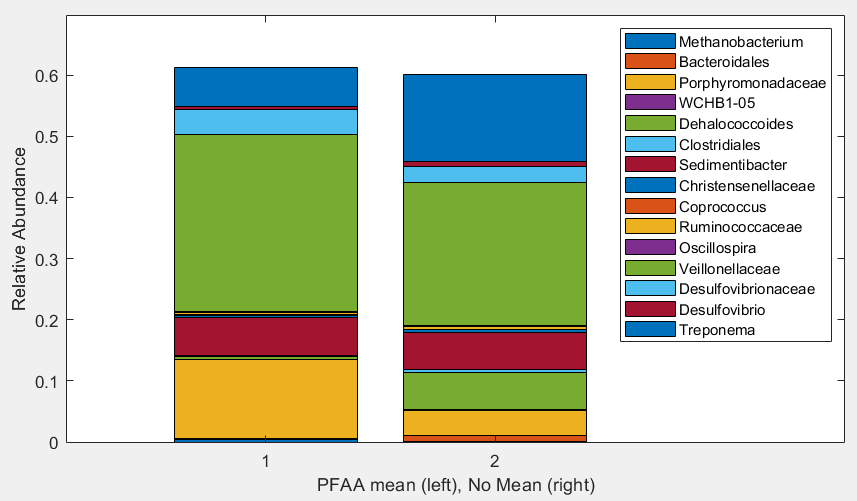 0.6
0.5
0.4
0.3
0.2
0.1
0
Relative Abundance
1
2
PFAA mean (left), No Mean (right)
Methanobacterium
Bacteroidales
Porphyromonadaceae
WCHB1-05
Dehalococcoides
Clostridiales
Sedimentibacter
Christensenellaceae
Coprococcus
Ruminococcaceae
Oscillospira
Veillonellaceae
Desulfovibrionaceae
Desulfovibrio
Treponema